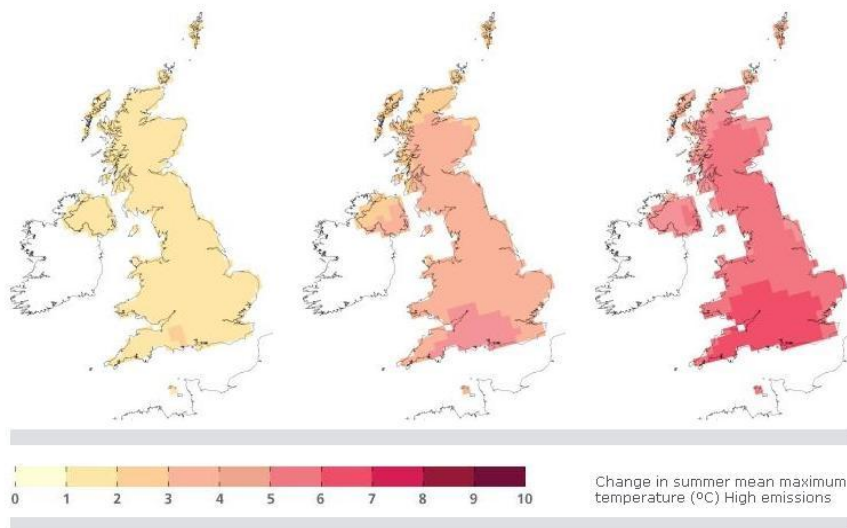 0 1 2 3 4 5 6 7 8 9 10
Change in summer mean maximum
temperature (ºC) High emissions